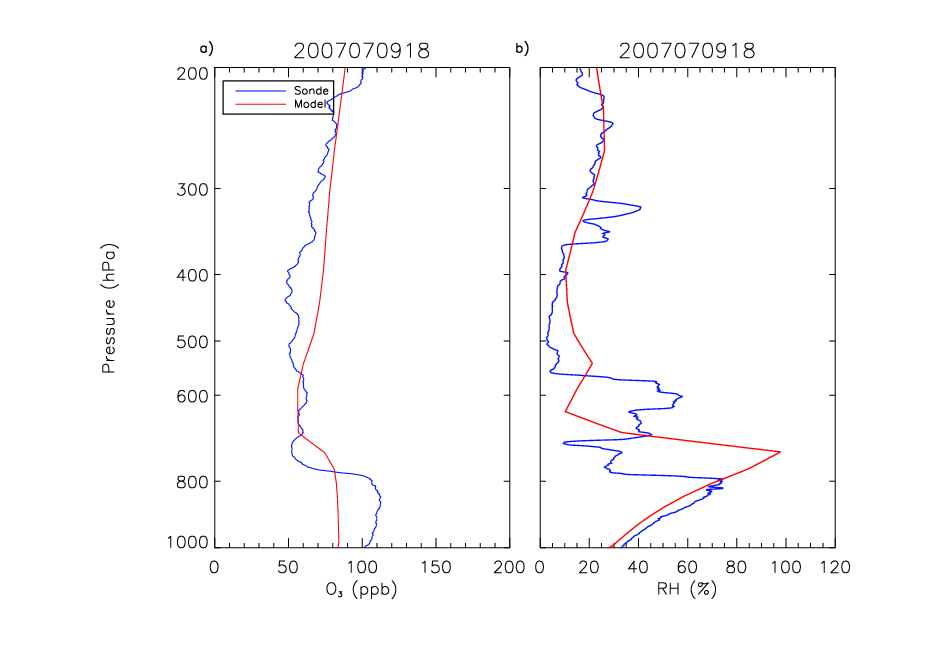 a) 2007070918
b) 2007070918
Sonde
Model
200
300
400
500
600
800
1000
Pressure (hPa)
0 50 100 150 200
O₃ (ppb)
0 20 40 60 80 100 120
RH (%)